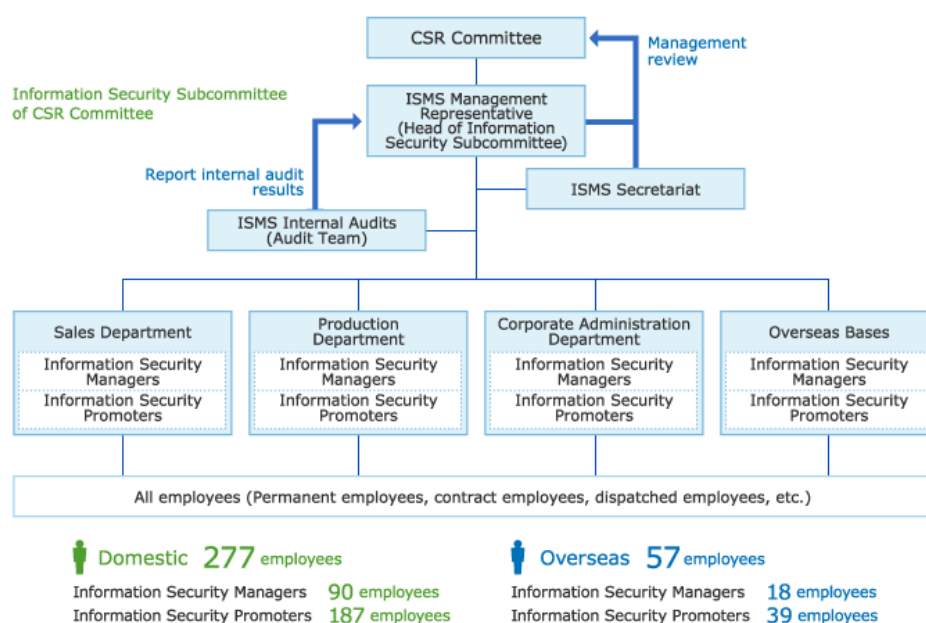 CSR Committee
Management
review
Information Security Subcommittee
of CSR Committee
ISMS Management
Representative
(Head of Information
Security Subcommittee)
Report internal audit
results
ISMS Secretariat
ISMS Internal Audits
(Audit Team)
Sales Department
Information Security
Managers
Information Security
Promoters
Production
Department
Information Security
Managers
Information Security
Promoters
Corporate Administration
Department
Information Security
Managers
Information Security
Promoters
Overseas Bases
Information Security
Managers
Information Security
Promoters
All employees (Permanent employees, contract employees, dispatched employees, etc.)
Domestic 277 employees
Information Security Managers 90 employees
Information Security Promoters 187 employees
Overseas 57 employees
Information Security Managers 18 employees
Information Security Promoters 39 employees